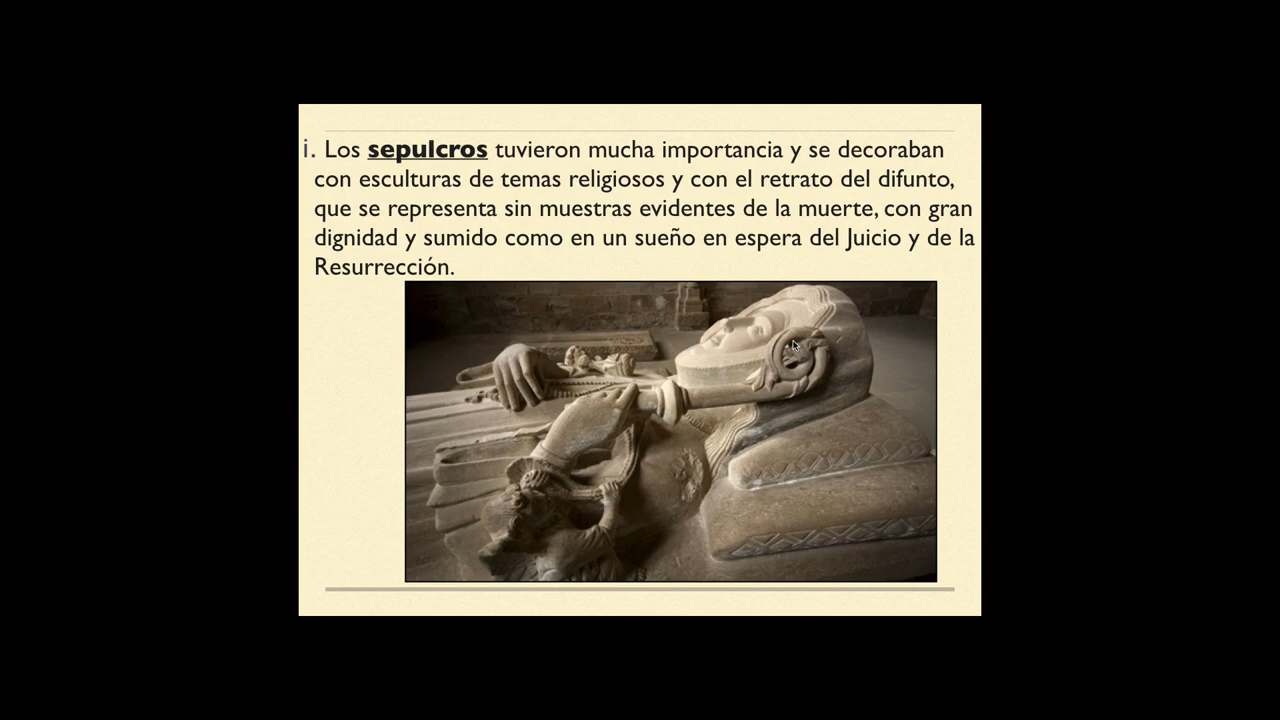 i. Los sepulcros tuvieron mucha importancia y se decoraban
con esculturas de temas religiosos y con el retrato del difunto,
que se representa sin muestras evidentes de la muerte, con gran
dignidad y sumido como en un sueño en espera del Juicio y de la
Resurrección.